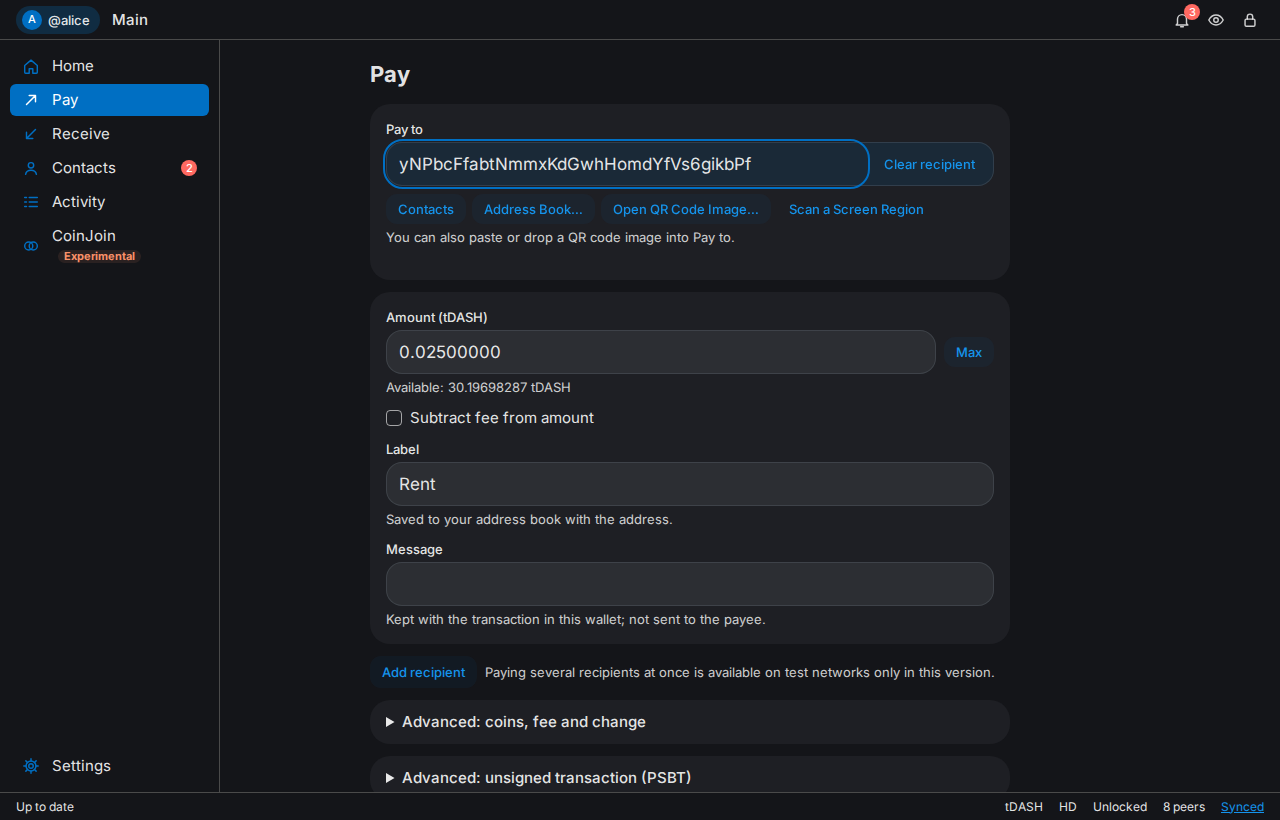 A @alice Main 3
Home
Pay
Receive
Contacts 2
Activity
CoinJoin
Experimental
Settings
Pay
Pay to
yNPbcFfabtNmmxKdGwhHomdYfVs6gikbPf Clear recipient
Contacts Address Book... Open QR Code Image... Scan a Screen Region
You can also paste or drop a QR code image into Pay to.
Amount (tDASH)
0.02500000 Max
Available: 30.19698287 tDASH
Subtract fee from amount
Label
Rent
Saved to your address book with the address.
Message
Kept with the transaction in this wallet; not sent to the payee.
Add recipient Paying several recipients at once is available on test networks only in this version.
Advanced: coins, fee and change
Advanced: unsigned transaction (PSBT)
Up to date tDASH HD Unlocked 8 peers Synced